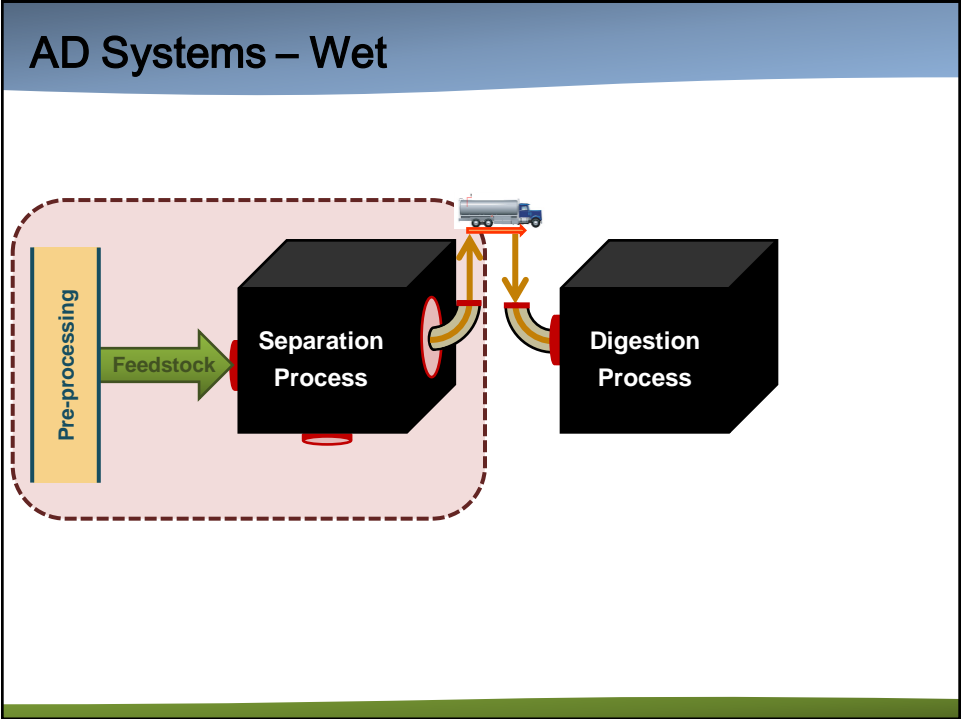 AD Systems – Wet
Pre-processing
Feedstock
Separation
Process
Digestion
Process